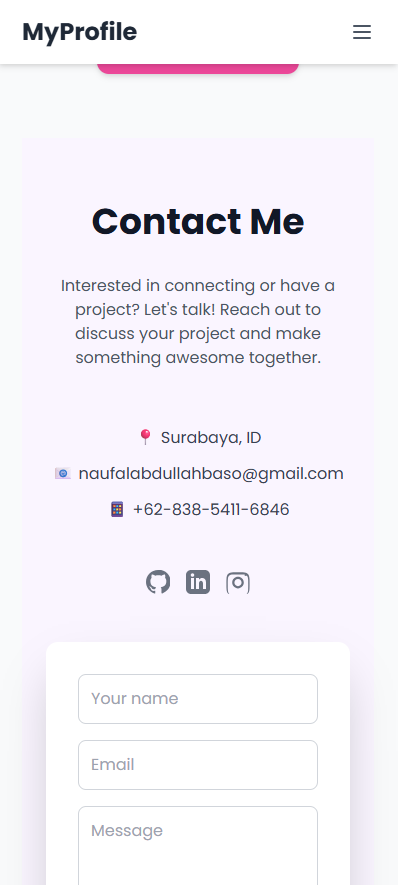 MyProfile
Contact Me
Interested in connecting or have a
project? Let's talk! Reach out to
discuss your project and make
something awesome together.
Surabaya, ID
naufalabdullahbaso@gmail.com
+62-838-5411-6846
in
Your name
Email
Message